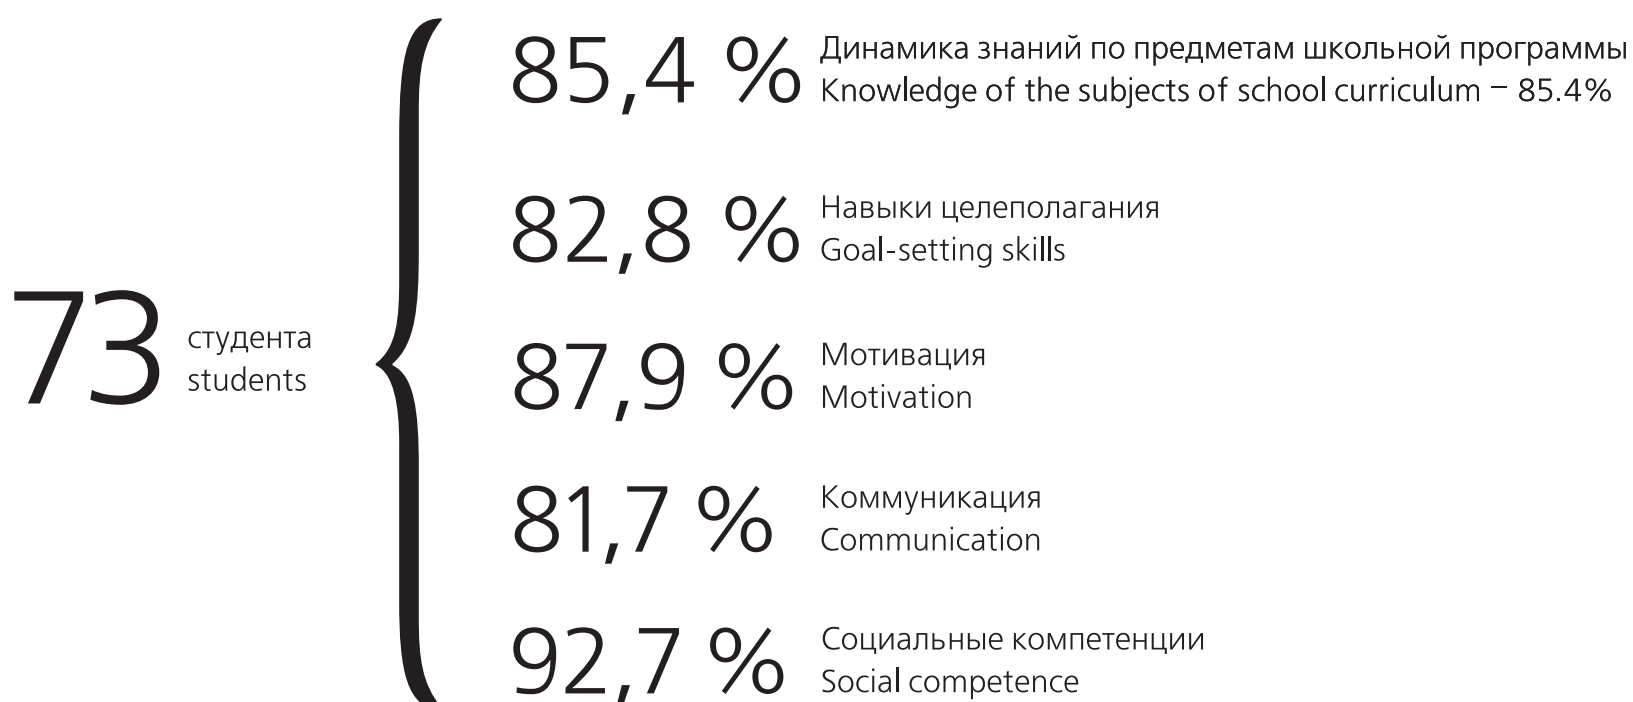 73
студента
students
85,4 %
Динамика знаний по предметам школьной программы
Knowledge of the subjects of school curriculum – 85.4%
82,8 %
Навыки целеполагания
Goal-setting skills
87,9 %
Мотивация
Motivation
81,7 %
Коммуникация
Communication
92,7 %
Социальные компетенции
Social competence